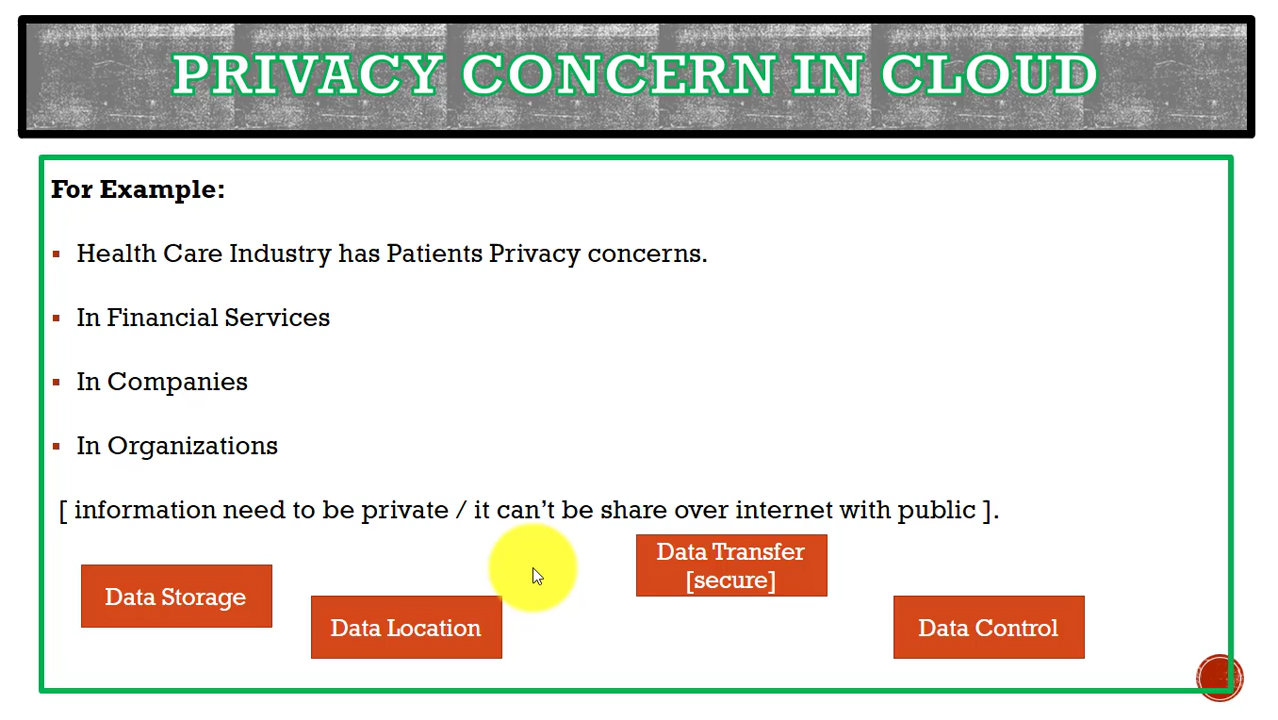 PRIVACY CONCERN IN CLOUD
For Example:
▪ Health Care Industry has Patients Privacy concerns.
▪ In Financial Services
▪ In Companies
▪ In Organizations
[ information need to be private / it can’t be share over internet with public ].
Data Transfer
[secure]
Data Storage
Data Location
Data Control